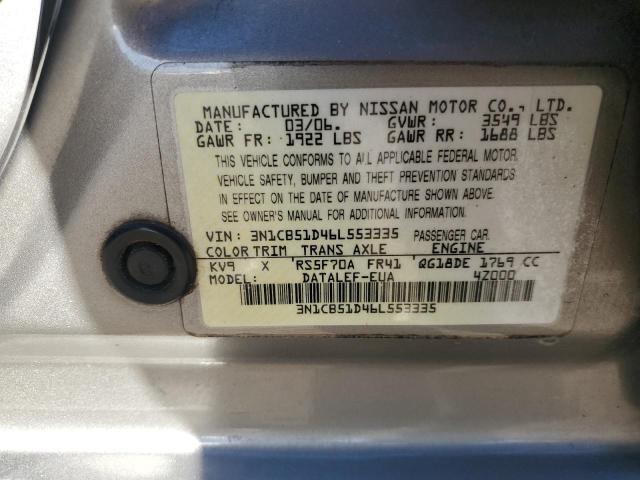 MANUFACTURED BY NISSAN MOTOR CO., LTD.
DATE: 03/06. GVWR: 3549 LBS
GAWR FR: 1922 LBS GAWR RR: 1688 LBS
THIS VEHICLE CONFORMS TO ALL APPLICABLE FEDERAL MOTOR
VEHICLE SAFETY, BUMPER AND THEFT PREVENTION STANDARDS
IN EFFECT ON THE DATE OF MANUFACTURE SHOWN ABOVE.
SEE OWNER'S MANUAL FOR ADDITIONAL INFORMATION.
VIN: 3N1CB51D46L553335 PASSENGER CAR.
COLOR TRIM TRANS AXLE ENGINE
KV9 X RS5F70A FR41 QG18DE 1769 CC
MODEL: DATALEF-EUA 4Z000
3N1CB51D46L553335